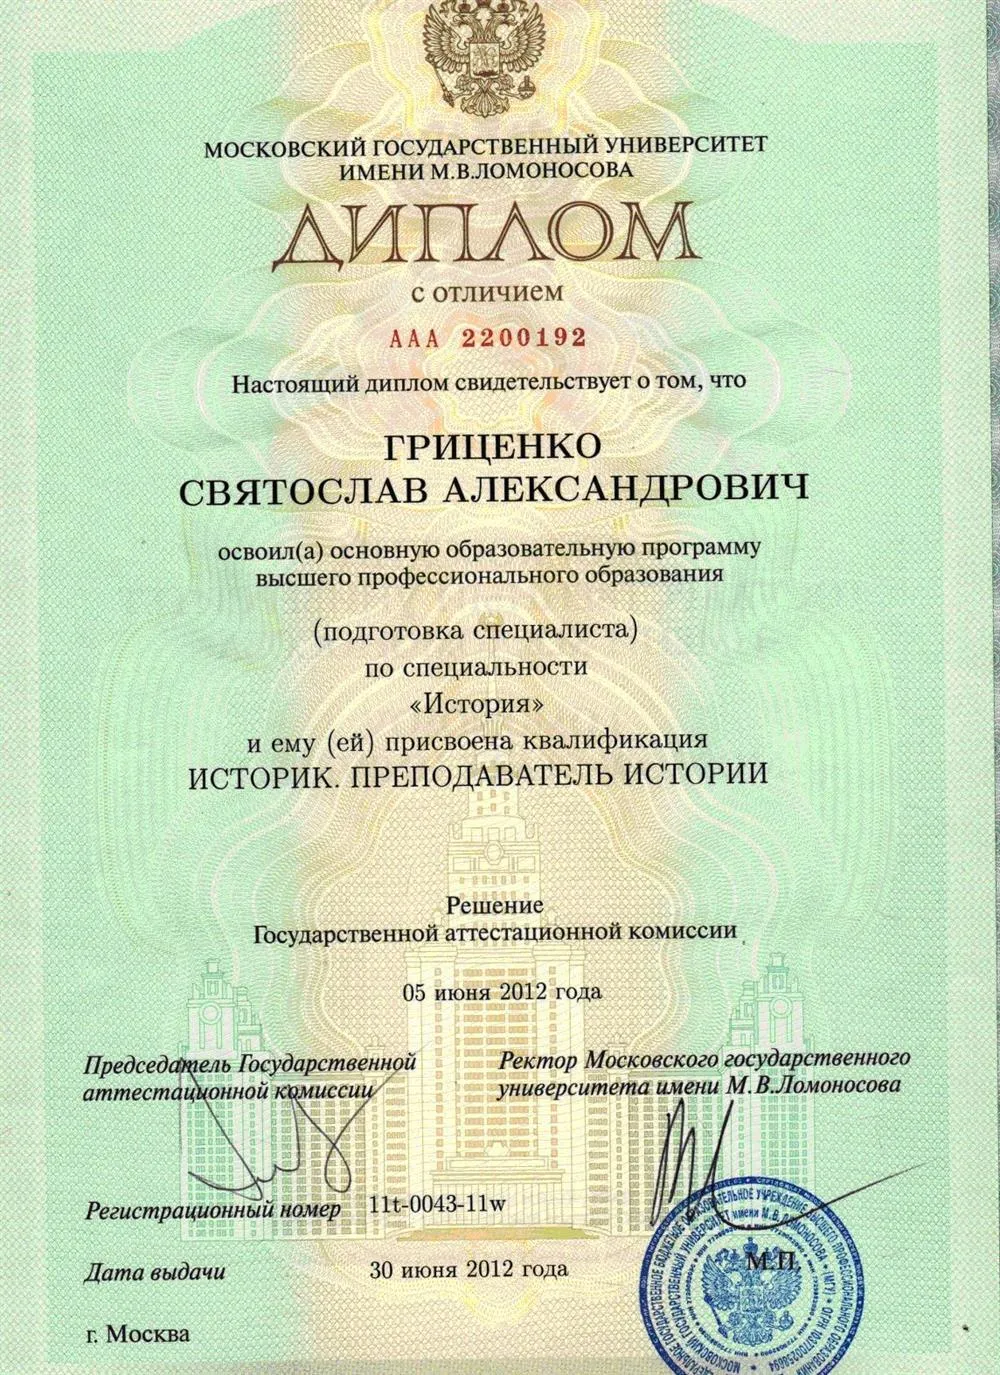 МОСКОВСКИЙ ГОСУДАРСТВЕННЫЙ УНИВЕРСИТЕТ
ИМЕНИ М.В.ЛОМОНОСОВА
ДИПЛОМ
с отличием
ААА 2200192
Настоящий диплом свидетельствует о том, что
ГРИЦЕНКО
СВЯТОСЛАВ АЛЕКСАНДРОВИЧ
освоил(а) основную образовательную программу
высшего профессионального образования
(подготовка специалиста)
по специальности
«История»
и ему (ей) присвоена квалификация
ИСТОРИК. ПРЕПОДАВАТЕЛЬ ИСТОРИИ
Решение
Государственной аттестационной комиссии
05 июня 2012 года
Председатель Государственной
аттестационной комиссии
Ректор Московского государственного
университета имени М.В.Ломоносова
Регистрационный номер 11t-0043-11w
Дата выдачи 30 июня 2012 года
М.П.
г. Москва